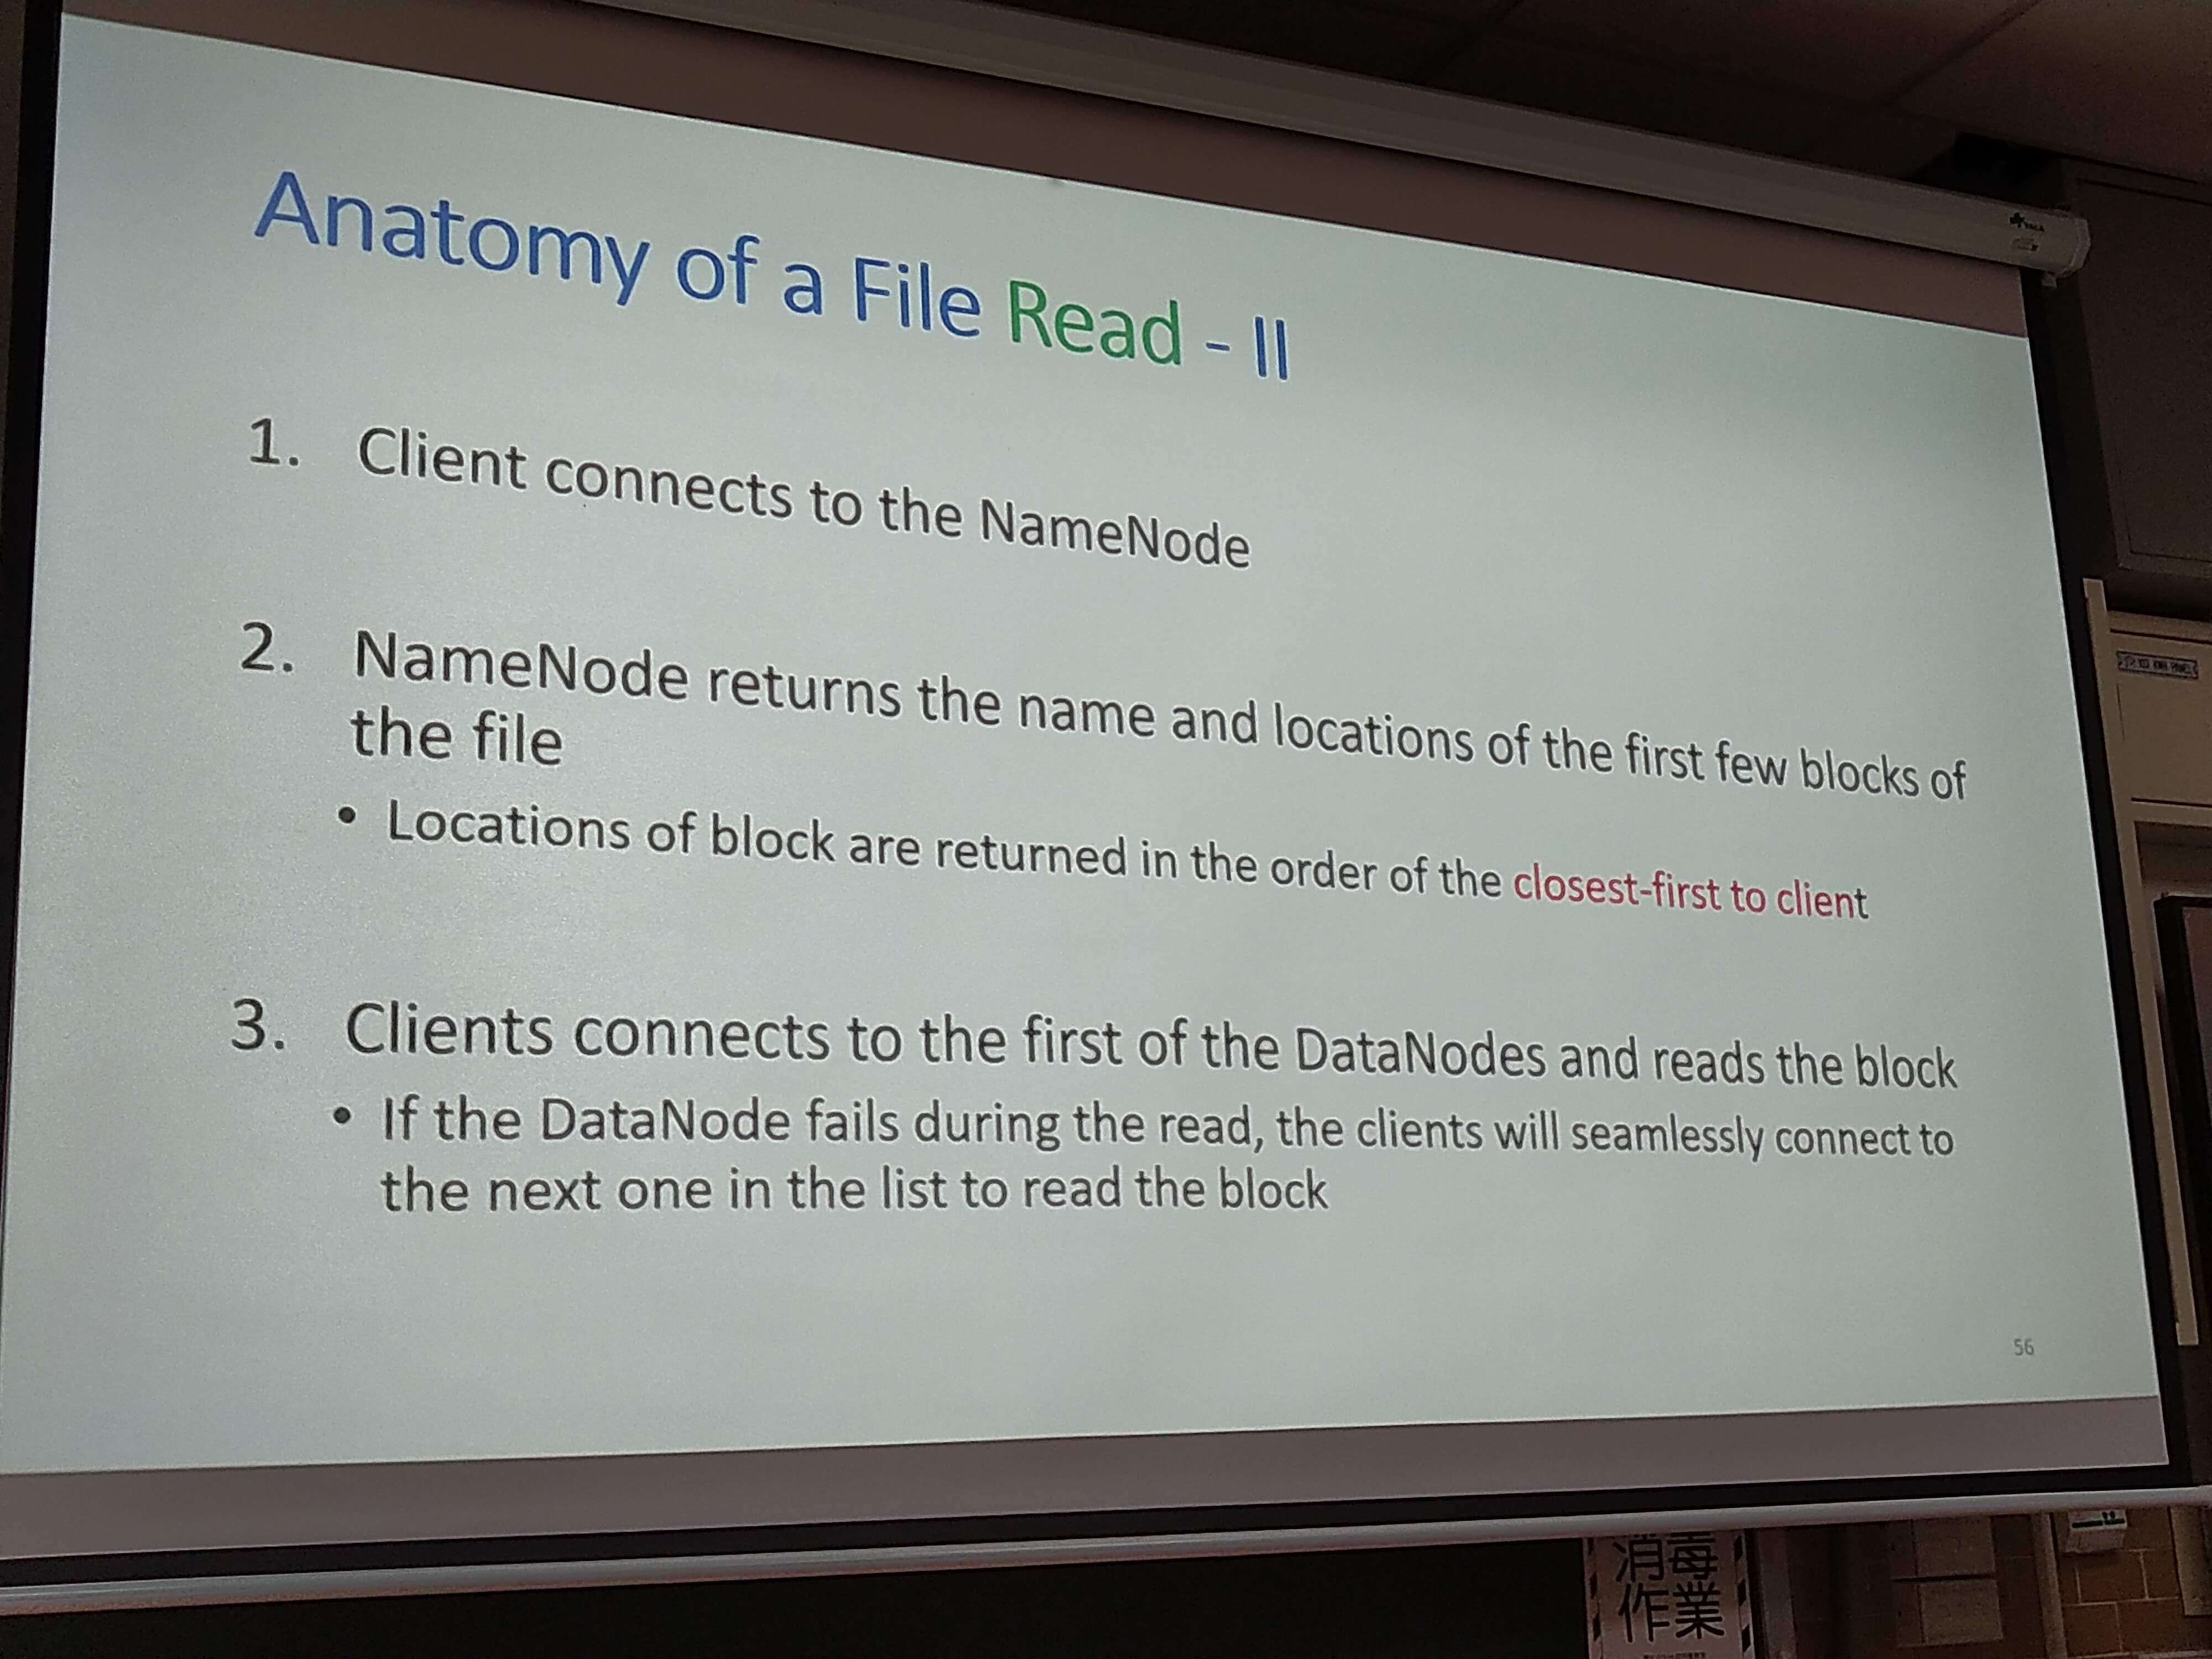 Anatomy of a File Read - II
1. Client connects to the NameNode
2. NameNode returns the name and locations of the first few blocks of
the file
• Locations of block are returned in the order of the closest-first to client
3. Clients connects to the first of the DataNodes and reads the block
• If the DataNode fails during the read, the clients will seamlessly connect to
the next one in the list to read the block
56
消毒
作業